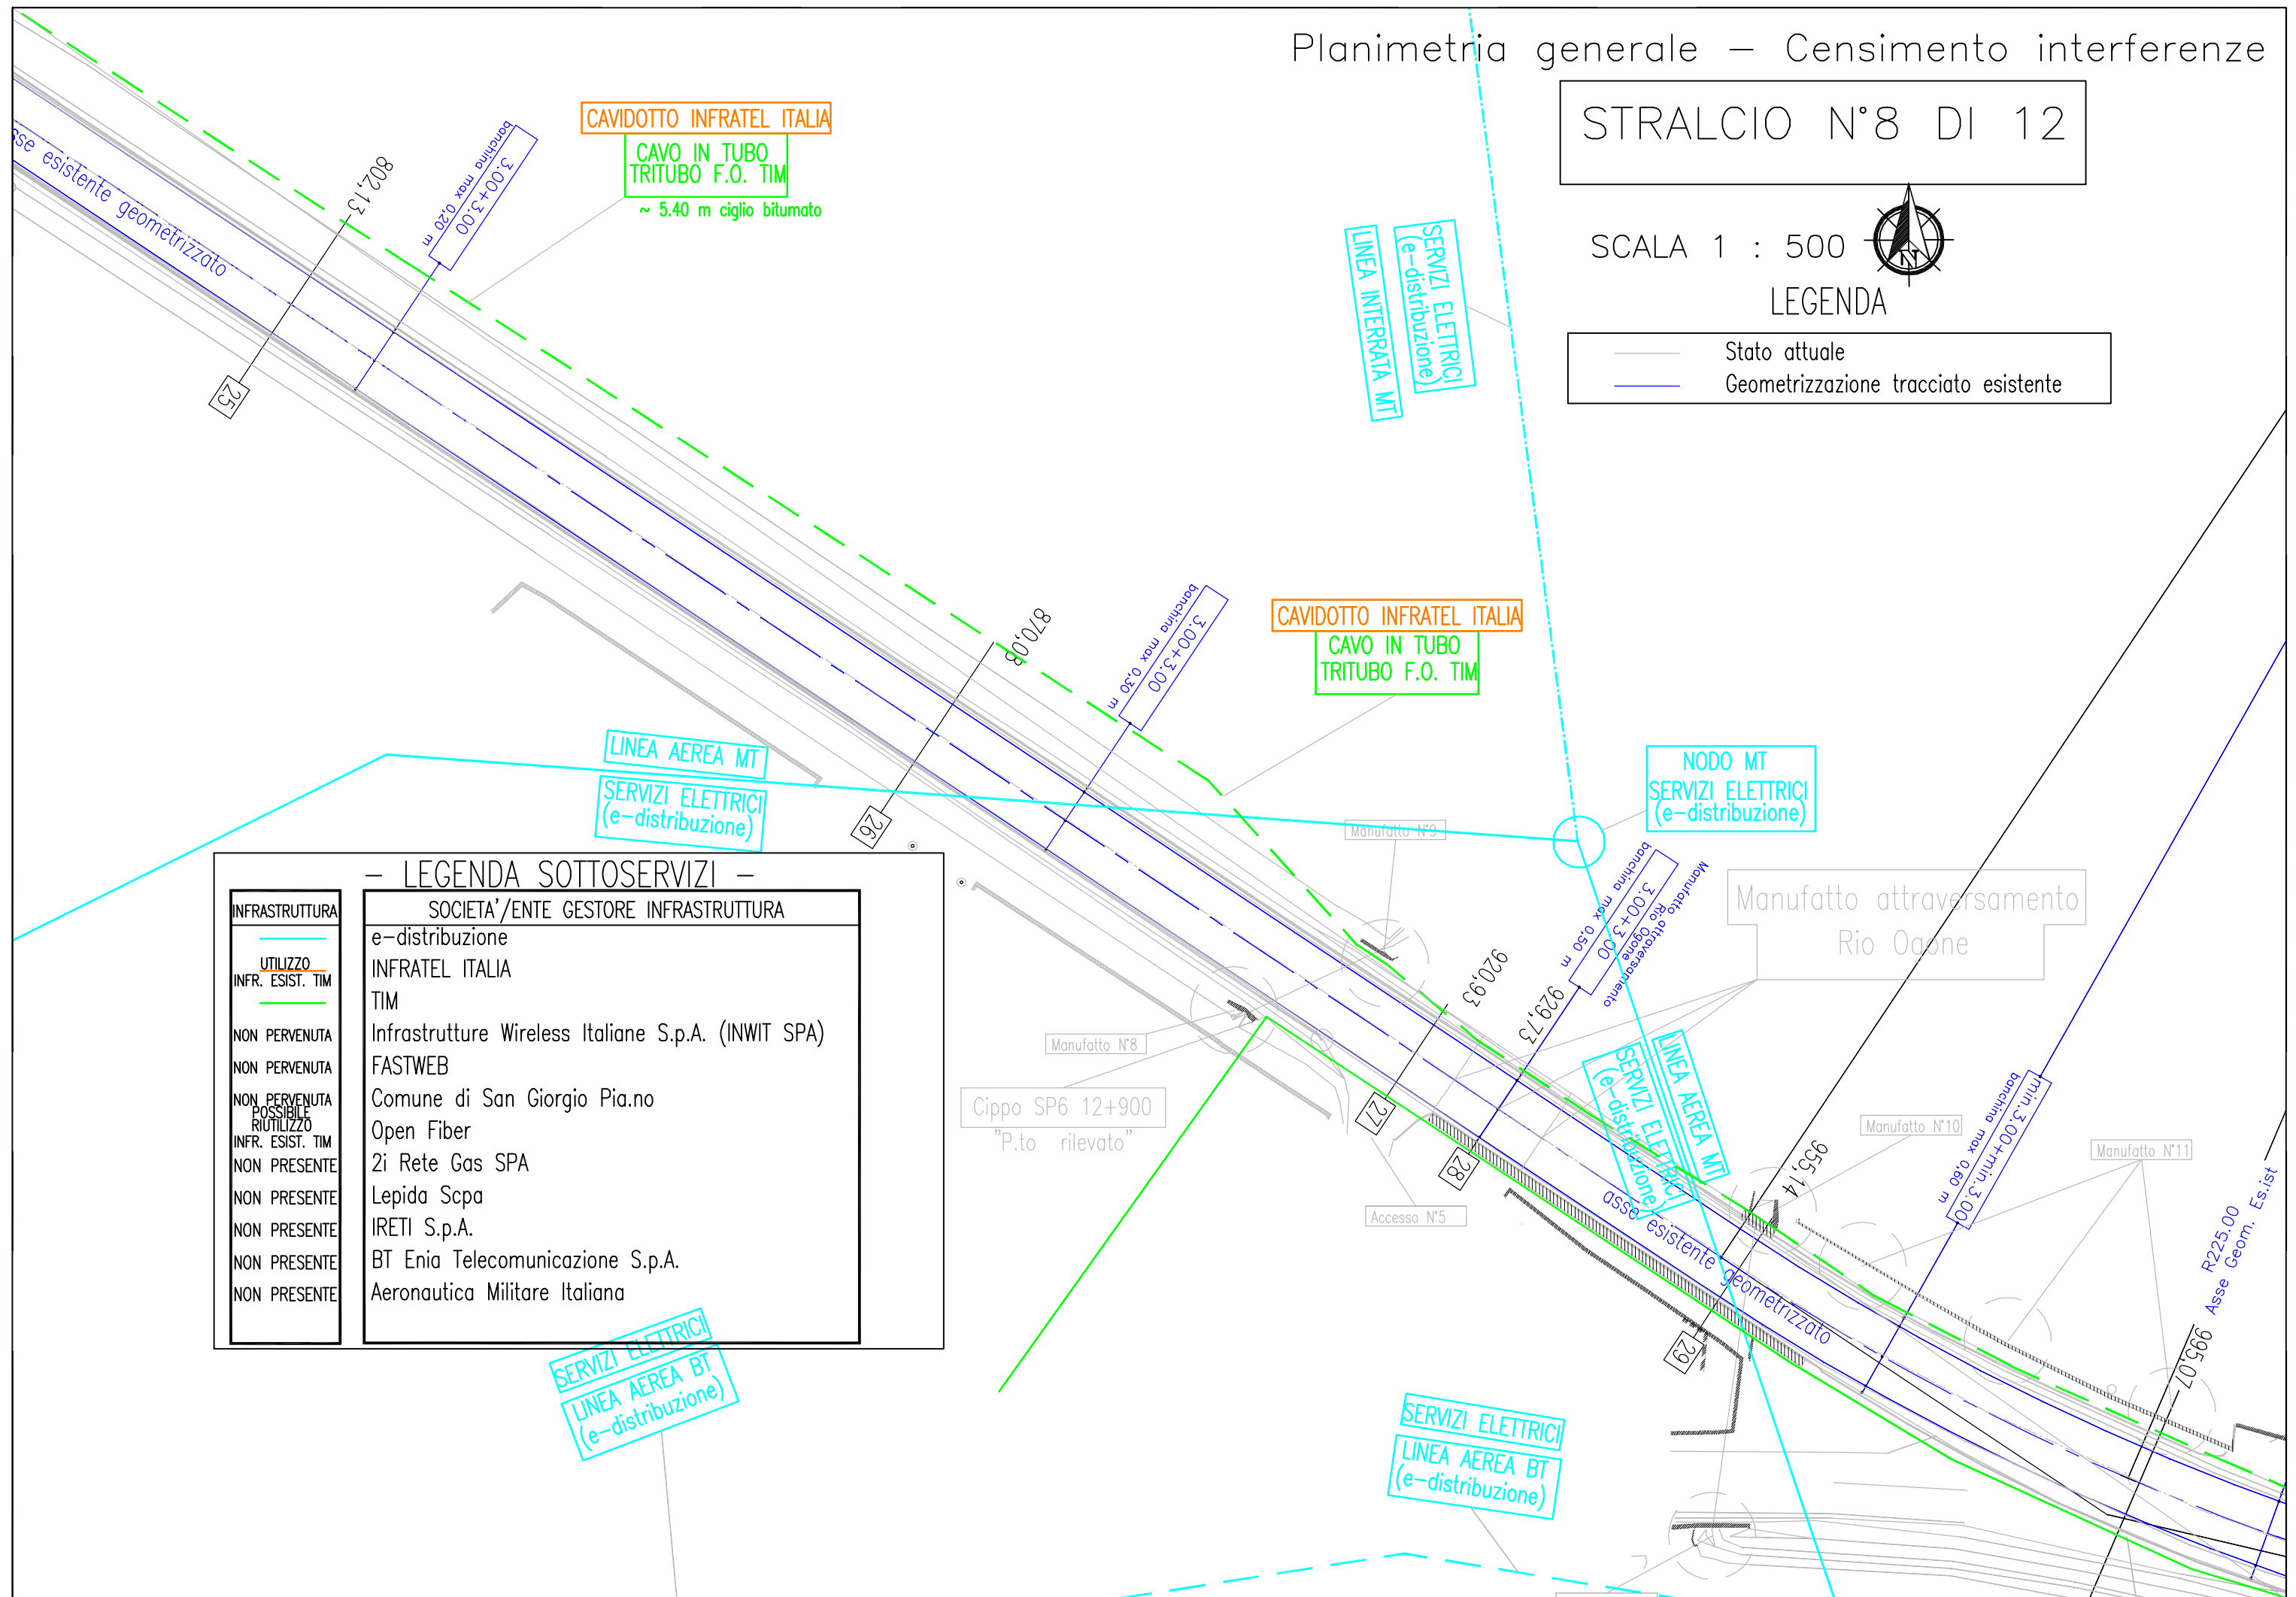 Planimetria generale – Censimento interferenze
STRALCIO N°8 DI 12
SCALA 1 : 500
N
LEGENDA
Stato attuale
Geometrizzazione tracciato esistente
CAVIDOTTO INFRATEL ITALIA
CAVO IN TUBO
TRITUBO F.O. TIM
~ 5.40 m ciglio bitumato
asse esistente geometrizzato
802,13
25
3.00+3.00
banchina max 0,20 m
SERVIZI ELETTRICI
(e-distribuzione)
LINEA INTERRATA MT
870,08
26
3.00+3.00
banchina max 0,30 m
CAVIDOTTO INFRATEL ITALIA
CAVO IN TUBO
TRITUBO F.O. TIM
LINEA AEREA MT
SERVIZI ELETTRICI
(e-distribuzione)
NODO MT
SERVIZI ELETTRICI
(e-distribuzione)
Manufatto N°9
Manufatto attraversamento
Rio Ogone
Manufatto attraversamento
Rio Ogone
3.00+3.00
banchina max 0,50 m
920,93
27
929,73
28
Manufatto N°8
Cippo SP6 12+900
"P.to rilevato"
Accesso N°5
LINEA AEREA MT
SERVIZI ELETTRICI
(e-distribuzione)
asse esistente geometrizzato
955,14
29
Manufatto N°10
Manufatto N°11
min.3.00+min.3.00
banchina max 0,60 m
R225.00
Asse Geom. Es.ist
995,07
– LEGENDA SOTTOSERVIZI –
INFRASTRUTTURA SOCIETA'/ENTE GESTORE INFRASTRUTTURA
e-distribuzione
UTILIZZO
INFR. ESIST. TIM INFRATEL ITALIA
TIM
NON PERVENUTA Infrastrutture Wireless Italiane S.p.A. (INWIT SPA)
NON PERVENUTA FASTWEB
NON PERVENUTA Comune di San Giorgio Pia.no
POSSIBILE
RIUTILIZZO
INFR. ESIST. TIM Open Fiber
NON PRESENTE 2i Rete Gas SPA
NON PRESENTE Lepida Scpa
NON PRESENTE IRETI S.p.A.
NON PRESENTE BT Enia Telecomunicazione S.p.A.
NON PRESENTE Aeronautica Militare Italiana
SERVIZI ELETTRICI
LINEA AEREA BT
(e-distribuzione)
SERVIZI ELETTRICI
LINEA AEREA BT
(e-distribuzione)